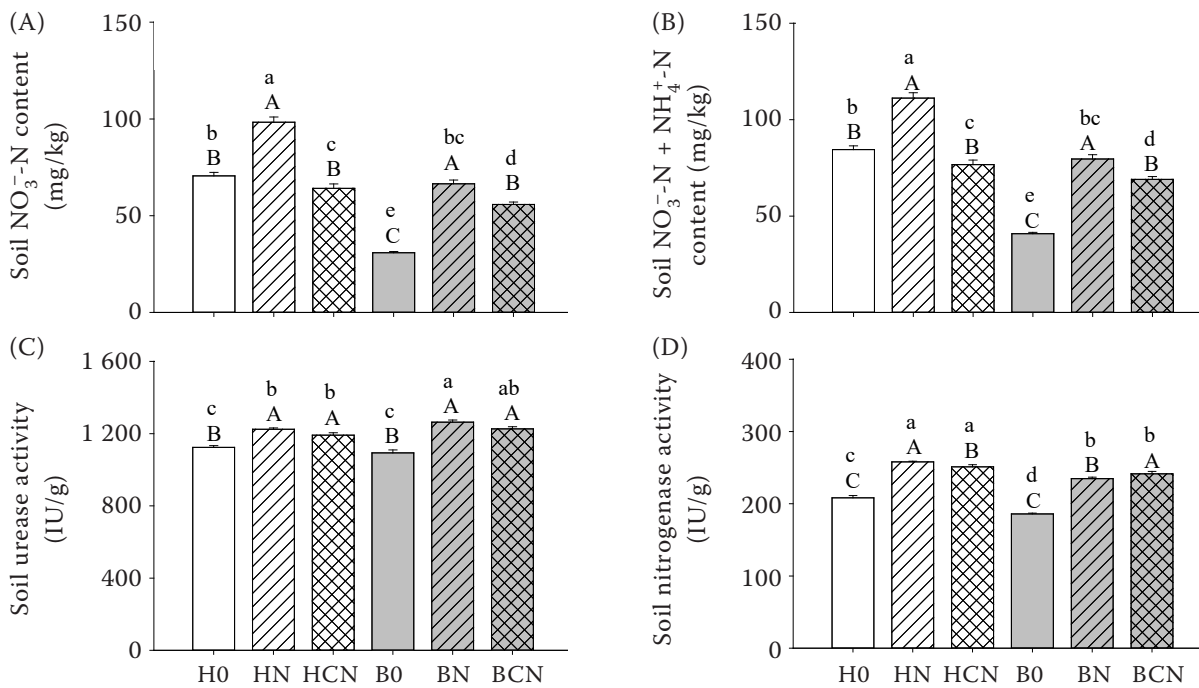 (A)
Soil NO₃⁻-N content
(mg/kg)
150
100
50
0
b
B
a
A
c
B
e
C
bc
A
d
B
(B)
Soil NO₃⁻-N + NH₄⁺-N
content (mg/kg)
150
100
50
0
b
B
a
A
c
B
e
C
bc
A
d
B
(C)
Soil urease activity
(IU/g)
1 600
1 200
800
400
0
c
B
b
A
b
A
c
B
a
A
ab
A
H0 HN HCN B0 BN BCN
(D)
Soil nitrogenase activity
(IU/g)
400
300
200
100
0
c
C
a
A
a
B
d
C
b
B
b
A
H0 HN HCN B0 BN BCN